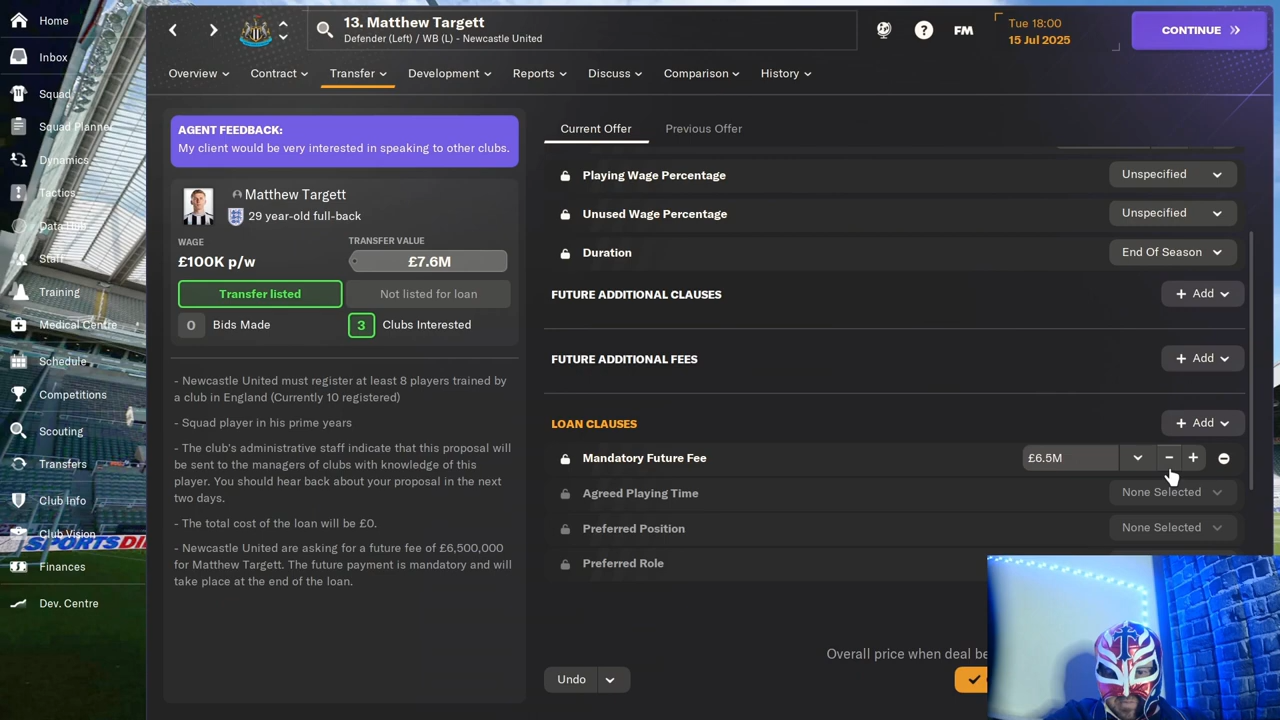 Home
Inbox
Squad
Squad Planner
Dynamics
Tactics
Data Hub
Staff
Training
Medical Centre
Schedule
Competitions
Scouting
Transfers
Club Info
Club Vision
SPORTSDI
Finances
Dev. Centre
13. Matthew Targett
Defender (Left) / WB (L) - Newcastle United
FM
Tue 18:00
15 Jul 2025
CONTINUE
Overview
Contract
Transfer
Development
Reports
Discuss
Comparison
History
AGENT FEEDBACK:
My client would be very interested in speaking to other clubs.
Matthew Targett
29 year-old full-back
WAGE
£100K p/w
TRANSFER VALUE
£7.6M
Transfer listed
Not listed for loan
0 Bids Made
3 Clubs Interested
- Newcastle United must register at least 8 players trained by
a club in England (Currently 10 registered)
- Squad player in his prime years
- The club's administrative staff indicate that this proposal will
be sent to the managers of clubs with knowledge of this
player. You should hear back about your proposal in the next
two days.
- The total cost of the loan will be £0.
- Newcastle United are asking for a future fee of £6,500,000
for Matthew Targett. The future payment is mandatory and will
take place at the end of the loan.
Current Offer
Previous Offer
Playing Wage Percentage
Unspecified
Unused Wage Percentage
Unspecified
Duration
End Of Season
FUTURE ADDITIONAL CLAUSES
+ Add
FUTURE ADDITIONAL FEES
+ Add
LOAN CLAUSES
+ Add
Mandatory Future Fee
£6.5M
Agreed Playing Time
None Selected
Preferred Position
None Selected
Preferred Role
Overall price when deal be
Undo